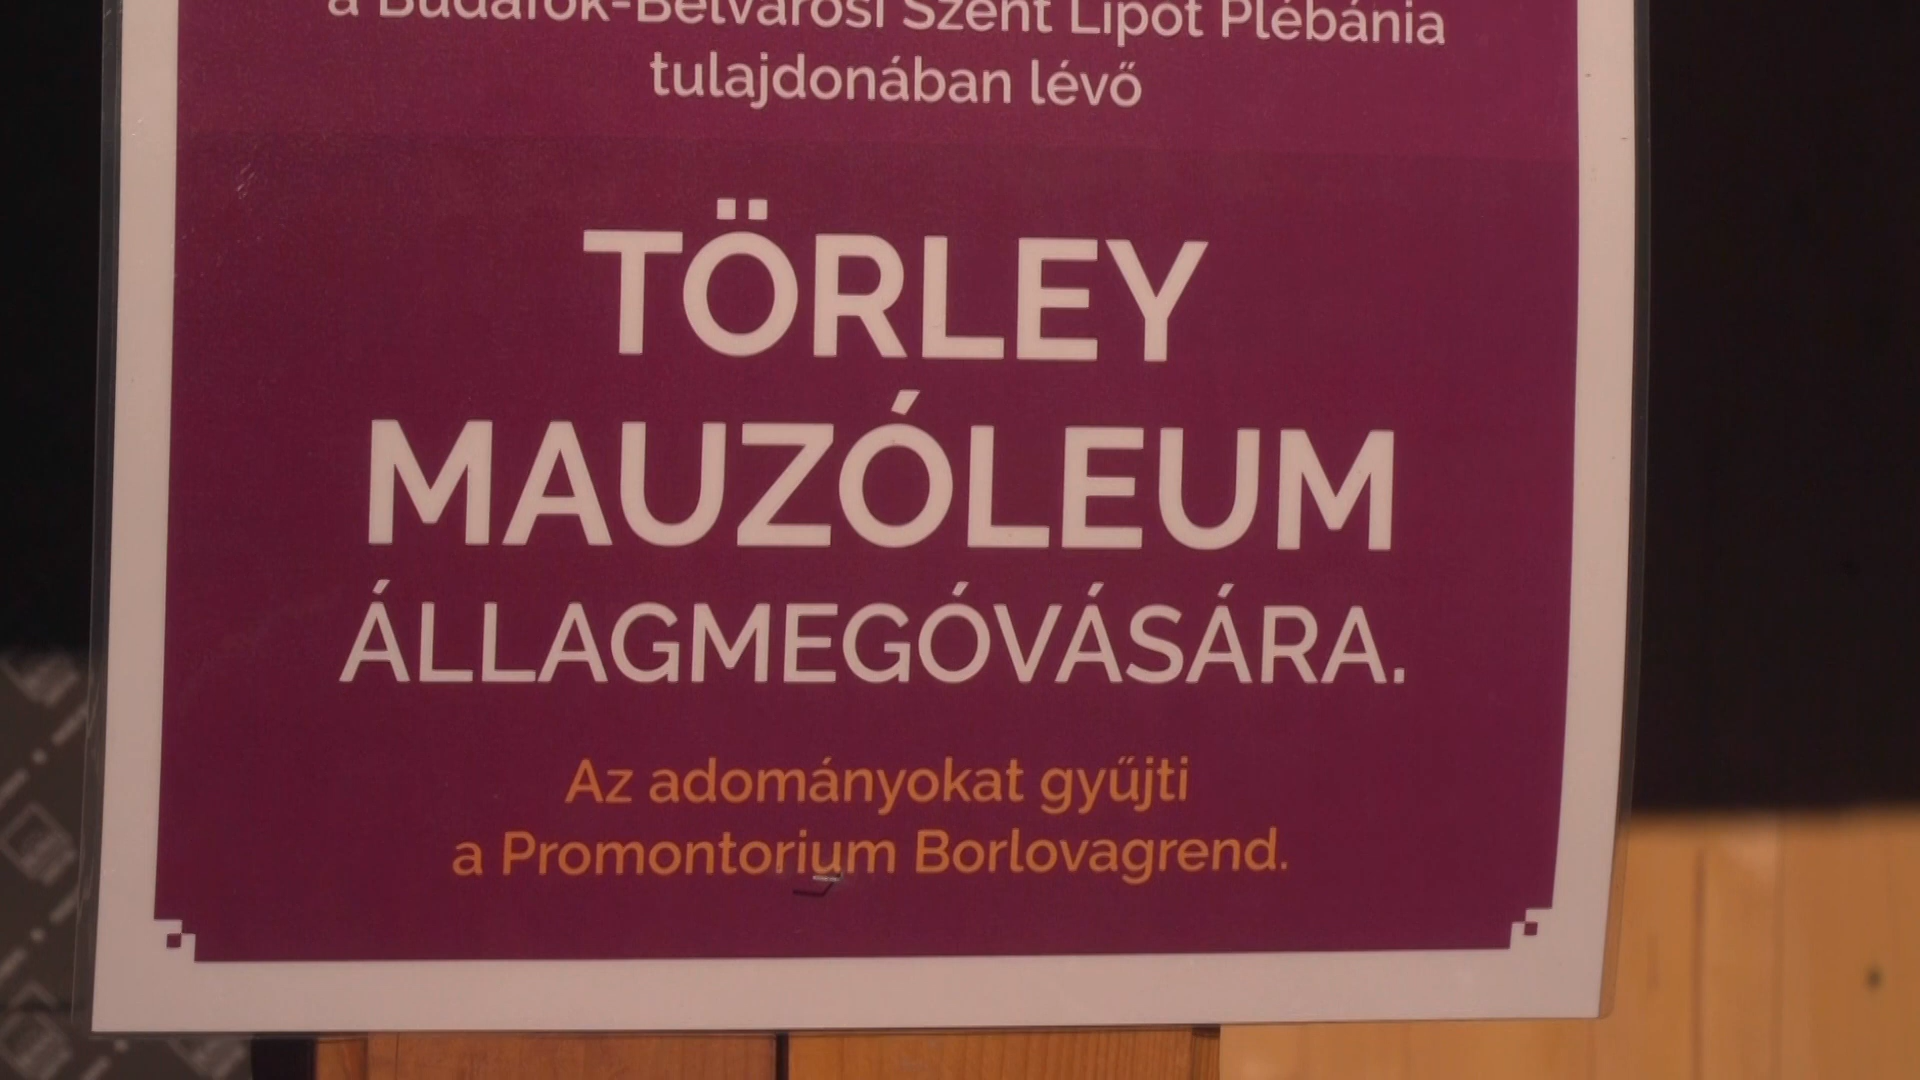 a Budafok-Belvárosi Szent Lipót Plébánia
tulajdonában lévő
TÖRLEY
MAUZÓLEUM
ÁLLAGMEGÓVÁSÁRA.
Az adományokat gyűjti
a Promontorium Borlovagrend.